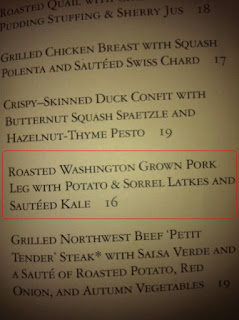 Roasted Quail with
Pudding Stuffing & Sherry Jus 18
Grilled Chicken Breast with Squash
Polenta and Sautéed Swiss Chard 17
Crispy-Skinned Duck Confit with
Butternut Squash Spaetzle and
Hazelnut-Thyme Pesto 19
Roasted Washington Grown Pork
Leg with Potato & Sorrel Latkes and
Sautéed Kale 16
Grilled Northwest Beef 'Petit
Tender' Steak* with Salsa Verde and
a Sauté of Roasted Potato, Red
Onion, and Autumn Vegetables 19